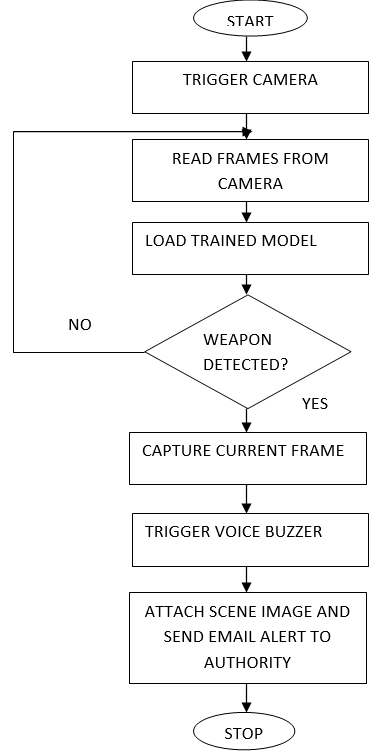 START
TRIGGER CAMERA
READ FRAMES FROM
CAMERA
LOAD TRAINED MODEL
NO
WEAPON
DETECTED?
YES
CAPTURE CURRENT FRAME
TRIGGER VOICE BUZZER
ATTACH SCENE IMAGE AND
SEND EMAIL ALERT TO
AUTHORITY
STOP